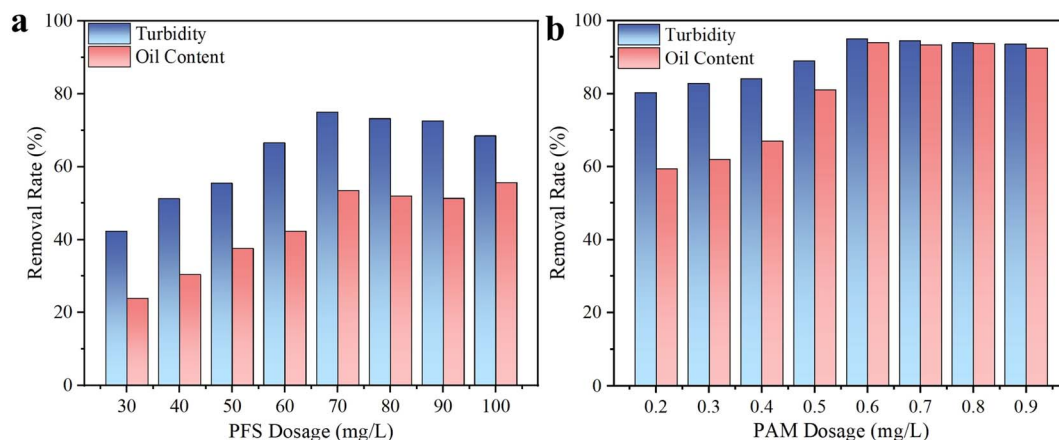 a
100
80
60
40
20
0
Removal Rate (%)
Turbidity
Oil Content
30 40 50 60 70 80 90 100
PFS Dosage (mg/L)
b
100
80
60
40
20
0
Removal Rate (%)
Turbidity
Oil Content
0.2 0.3 0.4 0.5 0.6 0.7 0.8 0.9
PAM Dosage (mg/L)